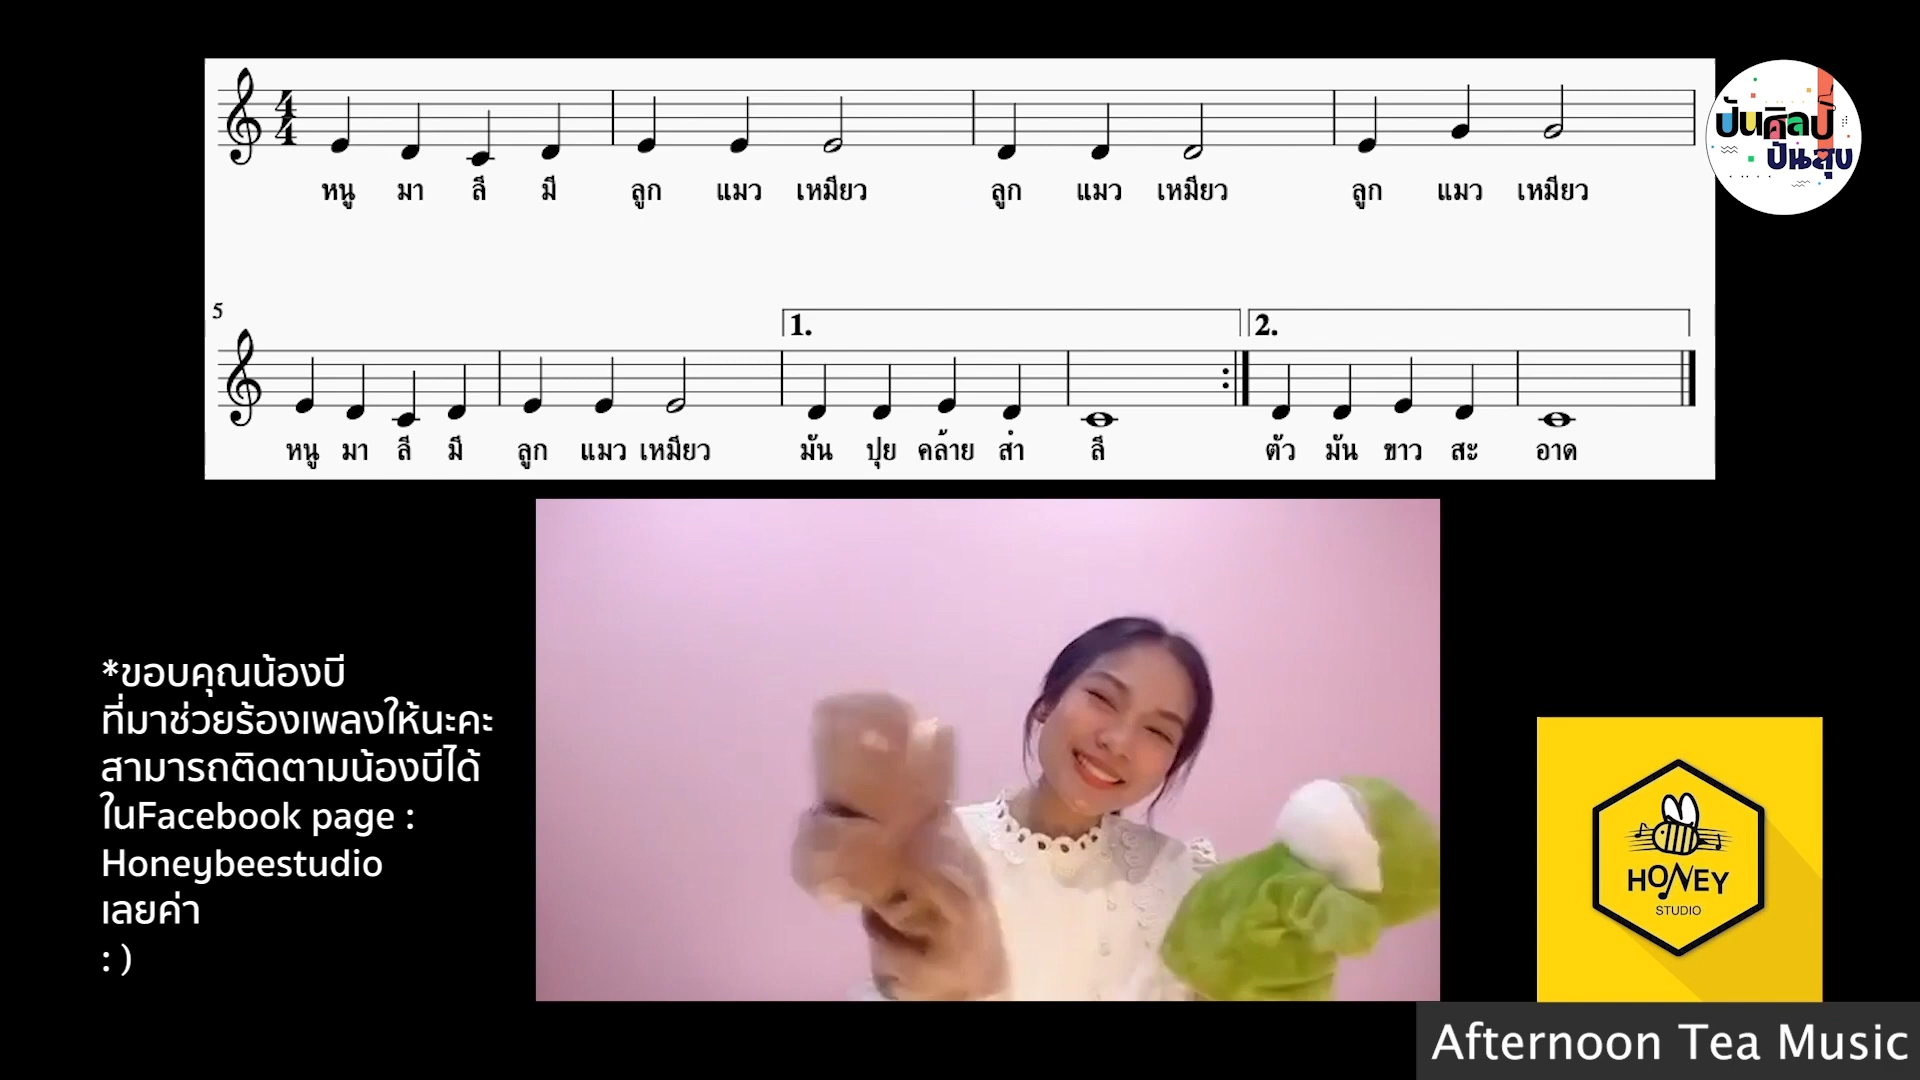 4
4
หนู มา ลี มี ลูก แมว เหมียว ลูก แมว เหมียว ลูก แมว เหมียว
ปันศิลป์
ปันสุข
5
1.
2.
หนู มา ลี มี ลูก แมว เหมียว มัน ปุย คล้าย สำ ลี ตัว มัน ขาว สะ อาด
*ขอบคุณน้องบี
ที่มาช่วยร้องเพลงให้นะคะ
สามารถติดตามน้องบีได้
ในFacebook page :
Honeybeestudio
เลยค่า
: )
HONEY
STUDIO
Afternoon Tea Music